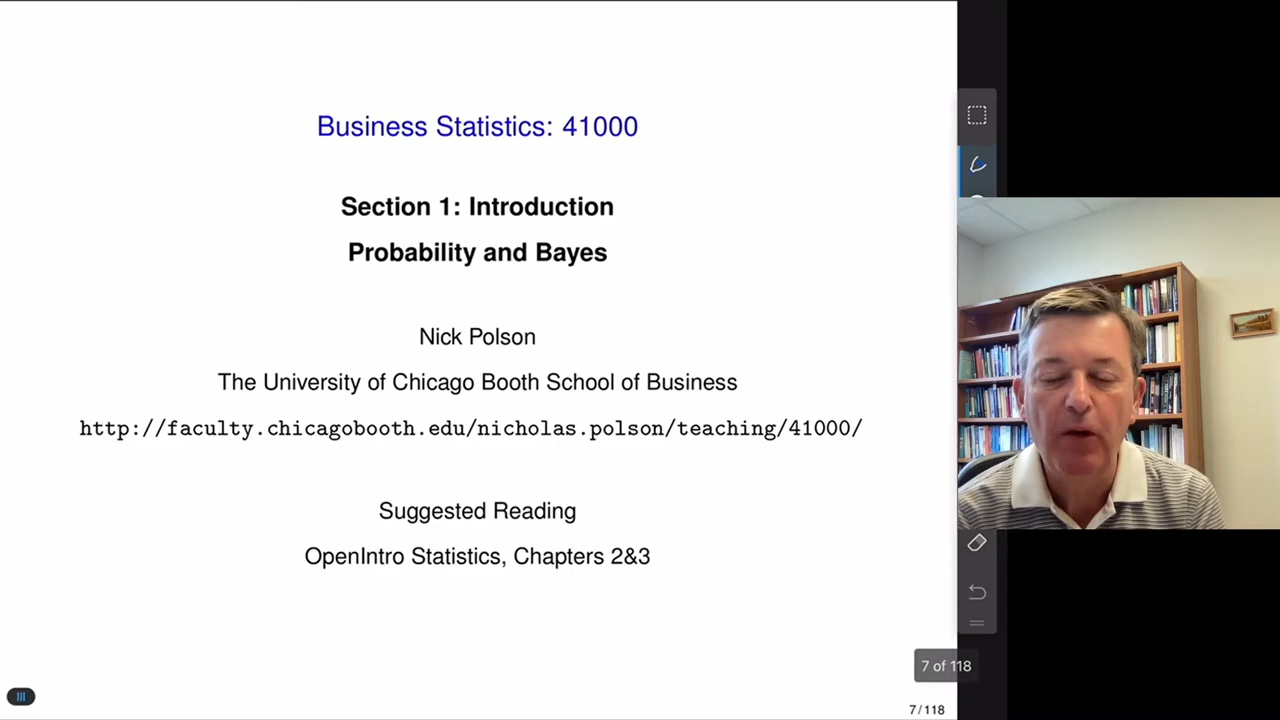 Business Statistics: 41000
Section 1: Introduction
Probability and Bayes
Nick Polson
The University of Chicago Booth School of Business
http://faculty.chicagobooth.edu/nicholas.polson/teaching/41000/
Suggested Reading
OpenIntro Statistics, Chapters 2&3
7 of 118
7 / 118